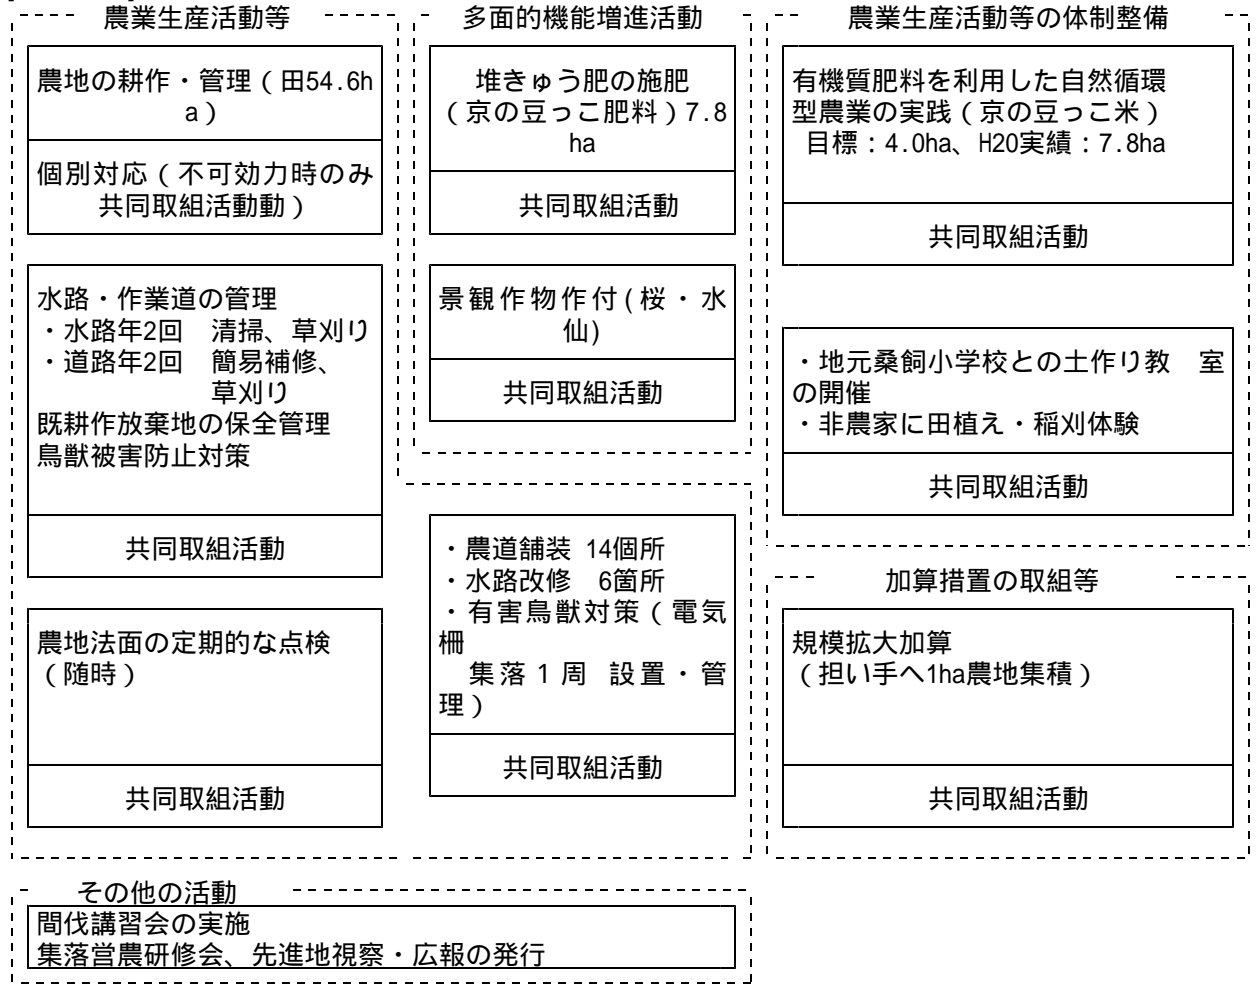 農業生産活動等
農地の耕作・管理(田54.6h
a)
個別対応(不可効力時のみ
共同取組活動動)
水路・作業道の管理
・水路年2回 清掃、草刈り
・道路年2回 簡易補修、
草刈り
既耕作放棄地の保全管理
鳥獣被害防止対策
共同取組活動
農地法面の定期的な点検
(随時)
共同取組活動
多面的機能増進活動
堆きゅう肥の施肥
(京の豆っこ肥料)7.8
ha
共同取組活動
景観作物作付(桜・水
仙)
共同取組活動
・農道舗装 14個所
・水路改修 6箇所
・有害鳥獣対策(電気
柵
集落1周 設置・管
理)
共同取組活動
農業生産活動等の体制整備
有機質肥料を利用した自然循環
型農業の実践(京の豆っこ米)
目標:4.0ha、H20実績:7.8ha
共同取組活動
・地元桑飼小学校との土作り教 室
の開催
・非農家に田植え・稲刈体験
共同取組活動
加算措置の取組等
規模拡大加算
(担い手へ1ha農地集積)
共同取組活動
その他の活動
間伐講習会の実施
集落営農研修会、先進地視察・広報の発行